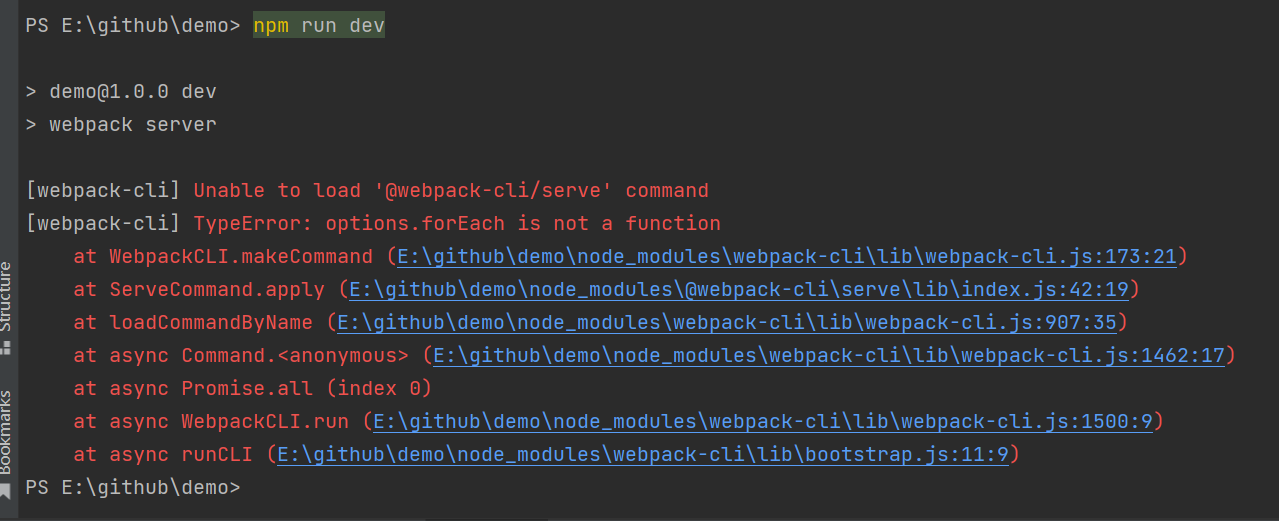 PS E:\github\demo> npm run dev
> demo@1.0.0 dev
> webpack server
[webpack-cli] Unable to load '@webpack-cli/serve' command
[webpack-cli] TypeError: options.forEach is not a function
at WebpackCLI.makeCommand (E:\github\demo\node_modules\webpack-cli\lib\webpack-cli.js:173:21)
at ServeCommand.apply (E:\github\demo\node_modules\@webpack-cli\serve\lib\index.js:42:19)
at loadCommandByName (E:\github\demo\node_modules\webpack-cli\lib\webpack-cli.js:907:35)
at async Command.<anonymous> (E:\github\demo\node_modules\webpack-cli\lib\webpack-cli.js:1462:17)
at async Promise.all (index 0)
at async WebpackCLI.run (E:\github\demo\node_modules\webpack-cli\lib\webpack-cli.js:1500:9)
at async runCLI (E:\github\demo\node_modules\webpack-cli\lib\bootstrap.js:11:9)
PS E:\github\demo>
Structure
Bookmarks